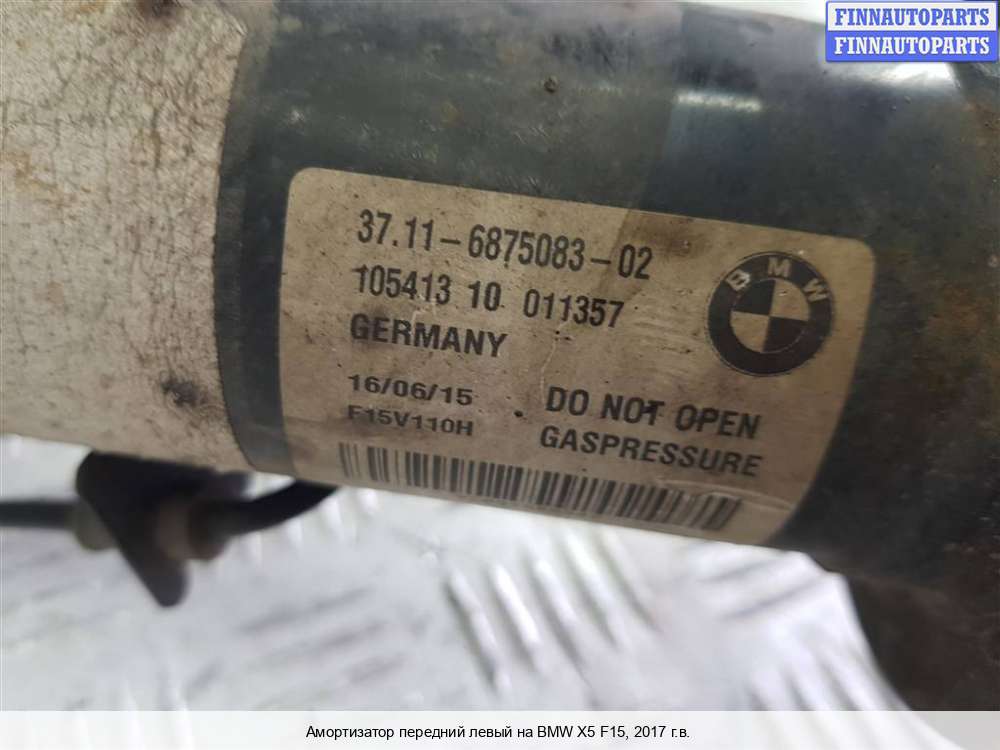 FINNAUTOPARTS
FINNAUTOPARTS
37.11-6875083-02
105413 10 011357
GERMANY
BMW
16/06/15
DO NOT OPEN
F15V110H
GASPRESSURE
Амортизатор передний левый на BMW X5 F15, 2017 г.в.